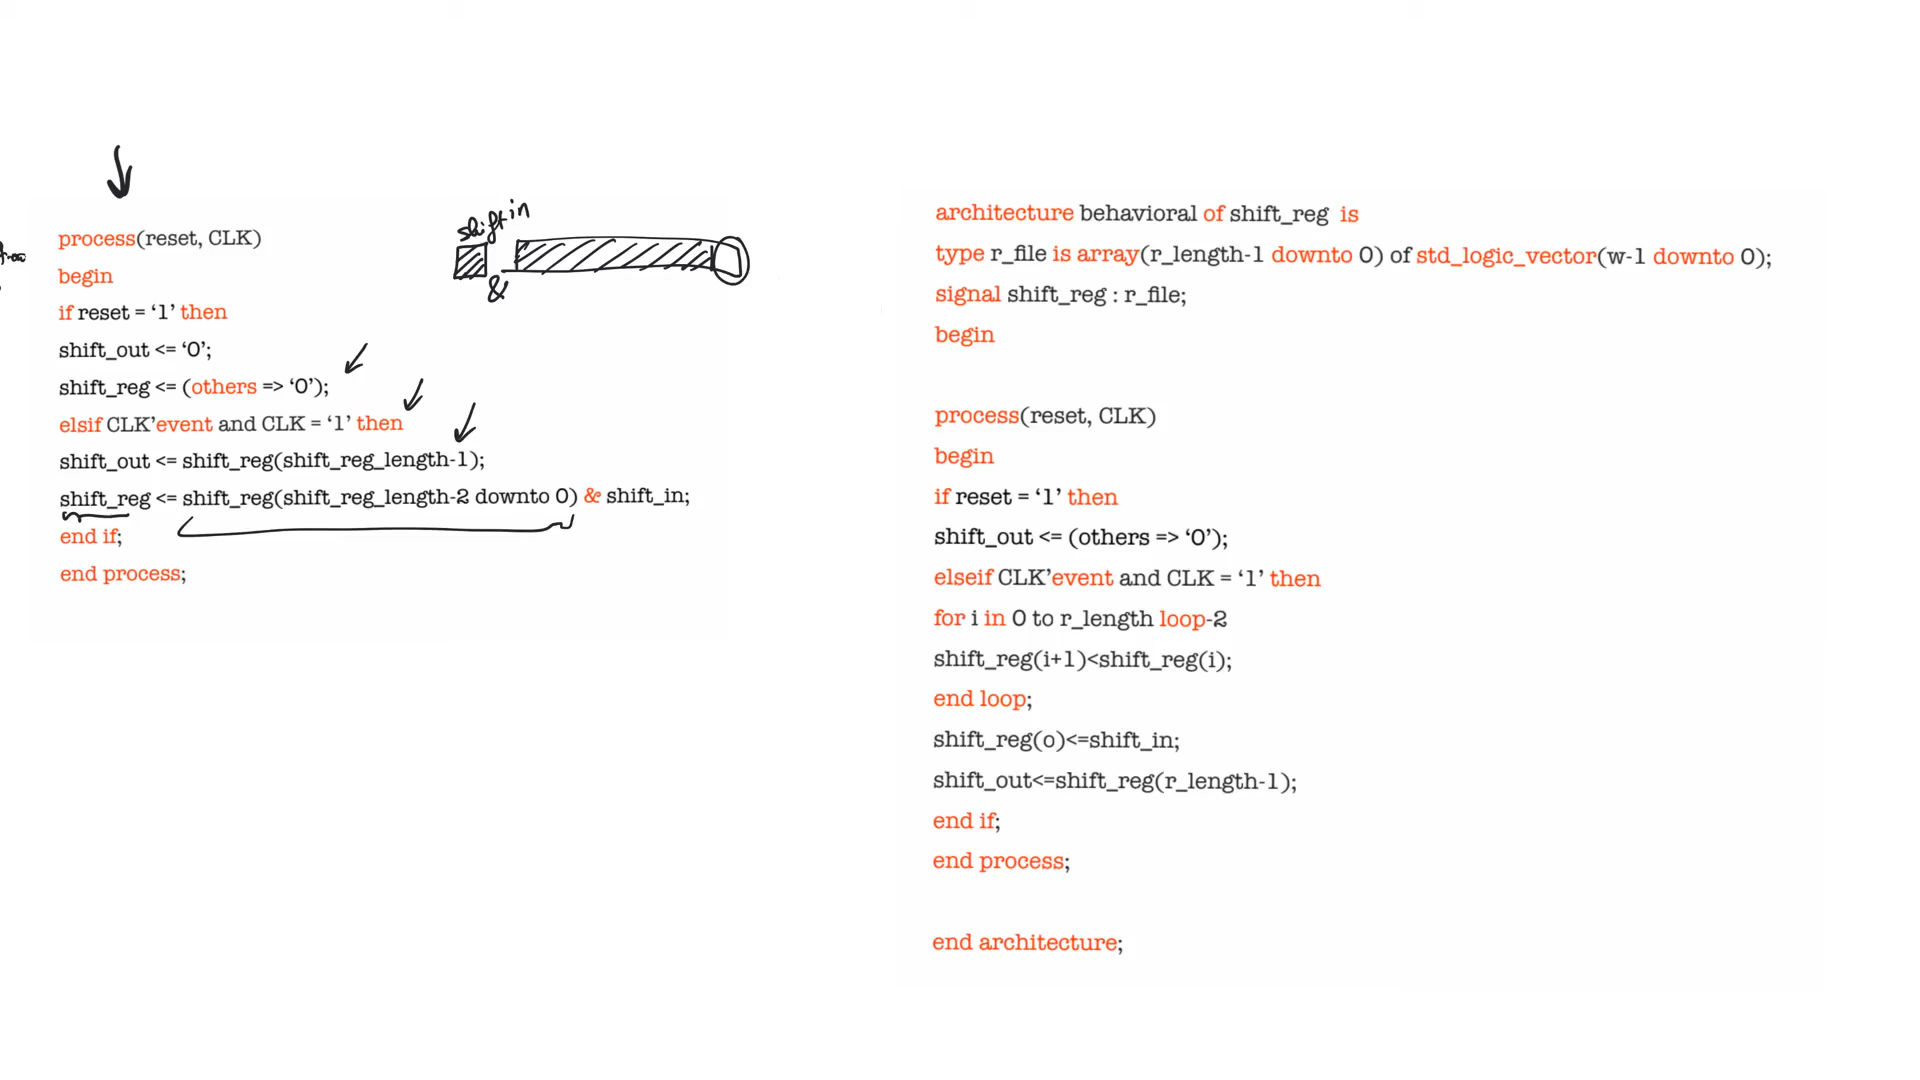 process(reset, CLK)
begin
if reset = ‘1’ then
shift_out <= ‘0’;
shift_reg <= (others => ‘0’);
elsif CLK’event and CLK = ‘1’ then
shift_out <= shift_reg(shift_reg_length-1);
shift_reg <= shift_reg(shift_reg_length-2 downto 0) & shift_in;
end if;
end process;
shift in
&
architecture behavioral of shift_reg is
type r_file is array(r_length-1 downto 0) of std_logic_vector(w-1 downto 0);
signal shift_reg : r_file;
begin
process(reset, CLK)
begin
if reset = ‘1’ then
shift_out <= (others => ‘0’);
elseif CLK’event and CLK = ‘1’ then
for i in 0 to r_length loop-2
shift_reg(i+1)<shift_reg(i);
end loop;
shift_reg(o)<=shift_in;
shift_out<=shift_reg(r_length-1);
end if;
end process;
end architecture;